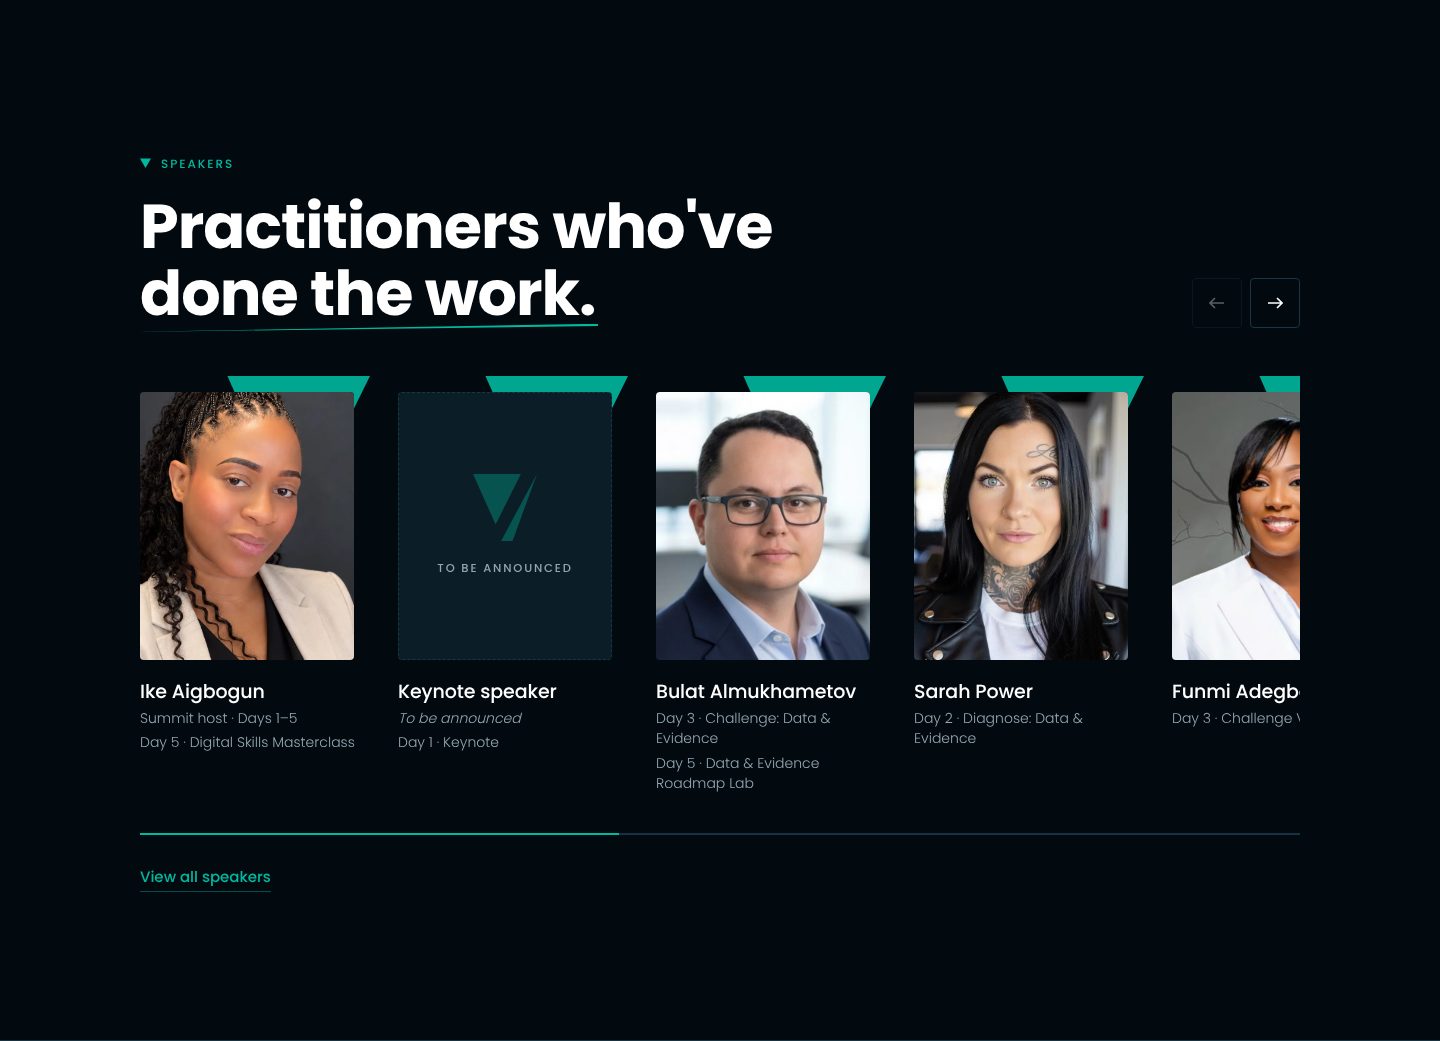 SPEAKERS
Practitioners who've
done the work.
TO BE ANNOUNCED
Ike Aigbogun
Summit host · Days 1–5
Day 5 · Digital Skills Masterclass
Keynote speaker
To be announced
Day 1 · Keynote
Bulat Almukhametov
Day 3 · Challenge: Data &
Evidence
Day 5 · Data & Evidence
Roadmap Lab
Sarah Power
Day 2 · Diagnose: Data &
Evidence
Funmi
Day 3 · Challenge
View all speakers